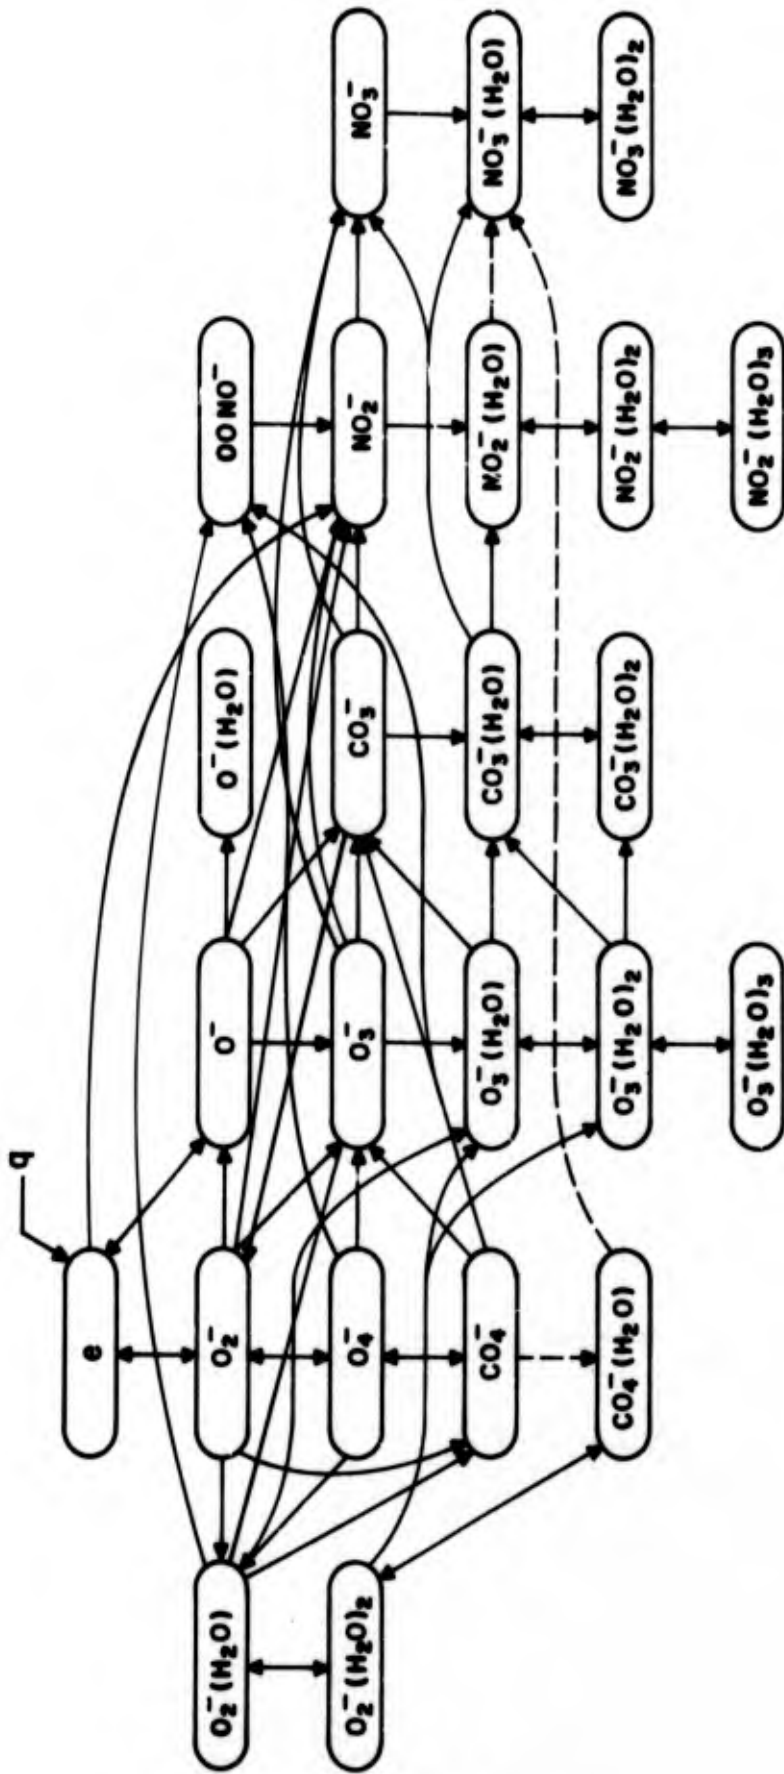 q
e
O₂⁻(H₂O)
O₂⁻
O⁻
O⁻(H₂O)
OONO⁻
O₂⁻(H₂O)₂
O₄⁻
O₃⁻
CO₃⁻
NO₂⁻
NO₃⁻
CO₄⁻
O₃⁻(H₂O)
CO₃⁻(H₂O)
NO₂⁻(H₂O)
NO₃⁻(H₂O)
CO₄⁻(H₂O)
O₃⁻(H₂O)₂
CO₃⁻(H₂O)₂
NO₂⁻(H₂O)₂
NO₃⁻(H₂O)₂
O₃⁻(H₂O)₃
NO₂⁻(H₂O)₃